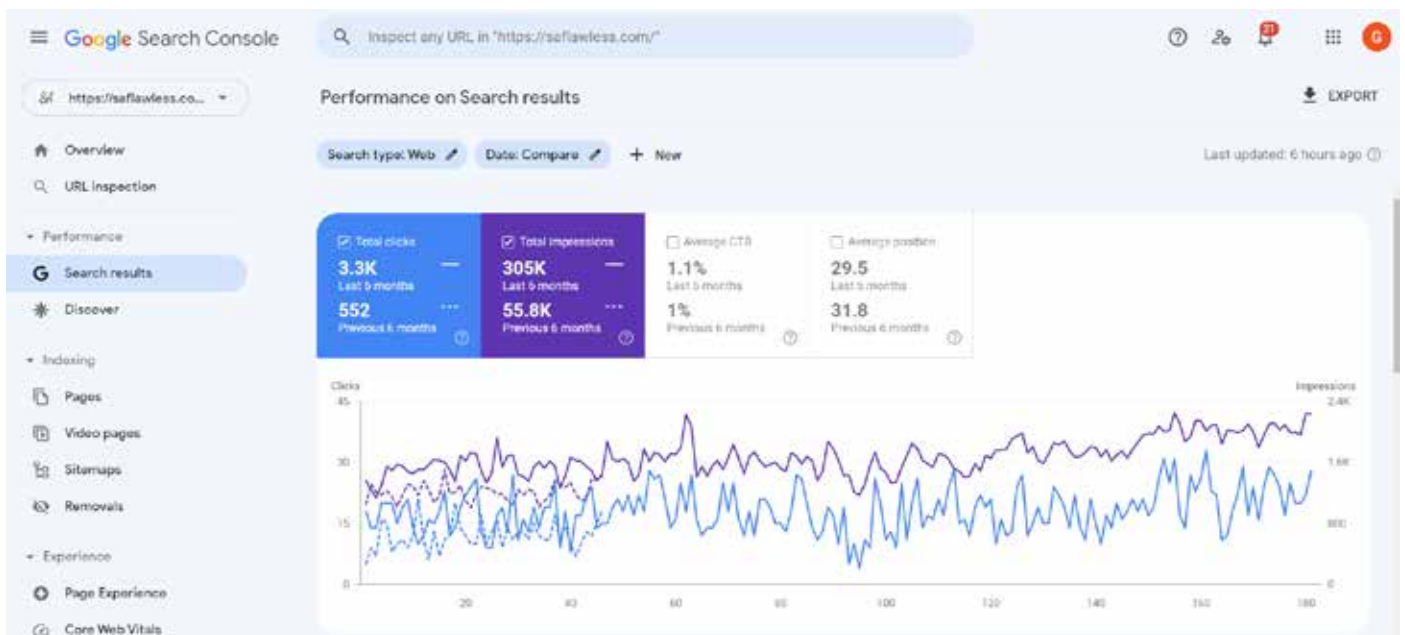 Google Search Console
Inspect any URL in "https://saflawless.com/"
21
G
https://saflawless.co...
Performance on Search results
EXPORT
Overview
Search type: Web
Date: Compare
+ New
Last updated: 6 hours ago
URL inspection
Performance
Search results
Discover
Total clicks
3.3K
Last 6 months
552
Previous 6 months
Total impressions
305K
Last 6 months
55.8K
Previous 6 months
Average CTR
1.1%
Last 6 months
1%
Previous 6 months
Average position
29.5
Last 6 months
31.8
Previous 6 months
Indexing
Pages
Video pages
Sitemaps
Removals
Experience
Page Experience
Core Web Vitals
Clicks
45
30
15
0
Impressions
2.4K
1.6K
800
0
20 40 60 80 100 120 140 160 180